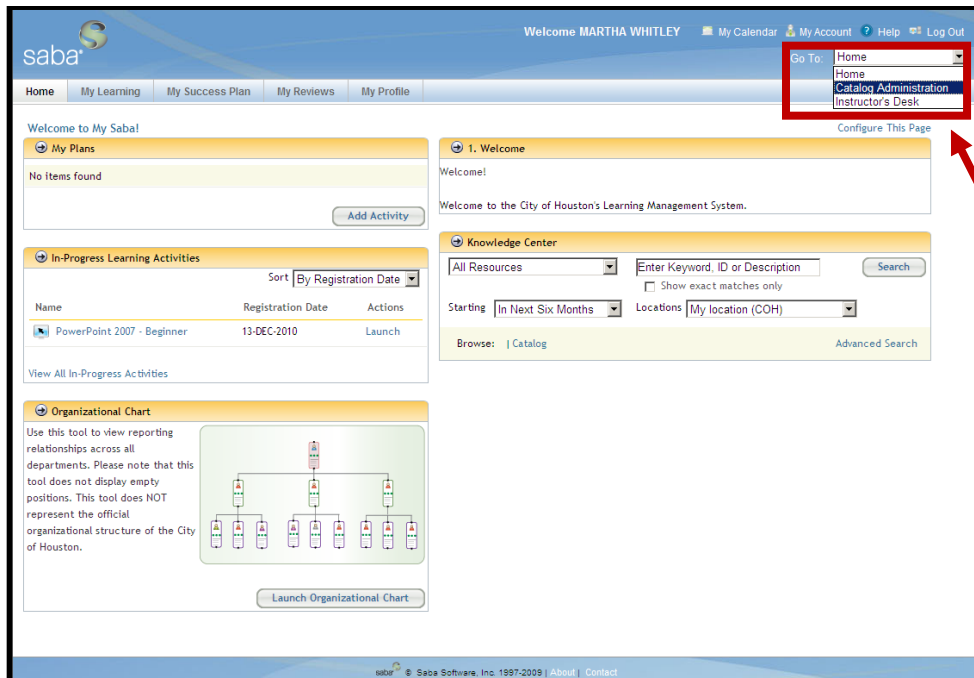 saba
Welcome MARTHA WHITLEY My Calendar My Account ? Help Log Out
Go To: Home
Home
Catalog Administration
Instructor's Desk
Home My Learning My Success Plan My Reviews My Profile
Welcome to My Saba! Configure This Page
My Plans
No items found
Add Activity
1. Welcome
Welcome!
Welcome to the City of Houston's Learning Management System.
In-Progress Learning Activities
Sort By Registration Date
Name Registration Date Actions
PowerPoint 2007 - Beginner 13-DEC-2010 Launch
View All In-Progress Activities
Knowledge Center
All Resources Enter Keyword, ID or Description Search
Show exact matches only
Starting In Next Six Months Locations My location (COH)
Browse: | Catalog Advanced Search
Organizational Chart
Use this tool to view reporting
relationships across all
departments. Please note that this
tool does not display empty
positions. This tool does NOT
represent the official
organizational structure of the City
of Houston.
Launch Organizational Chart
saba © Saba Software, Inc. 1997-2009 | About | Contact